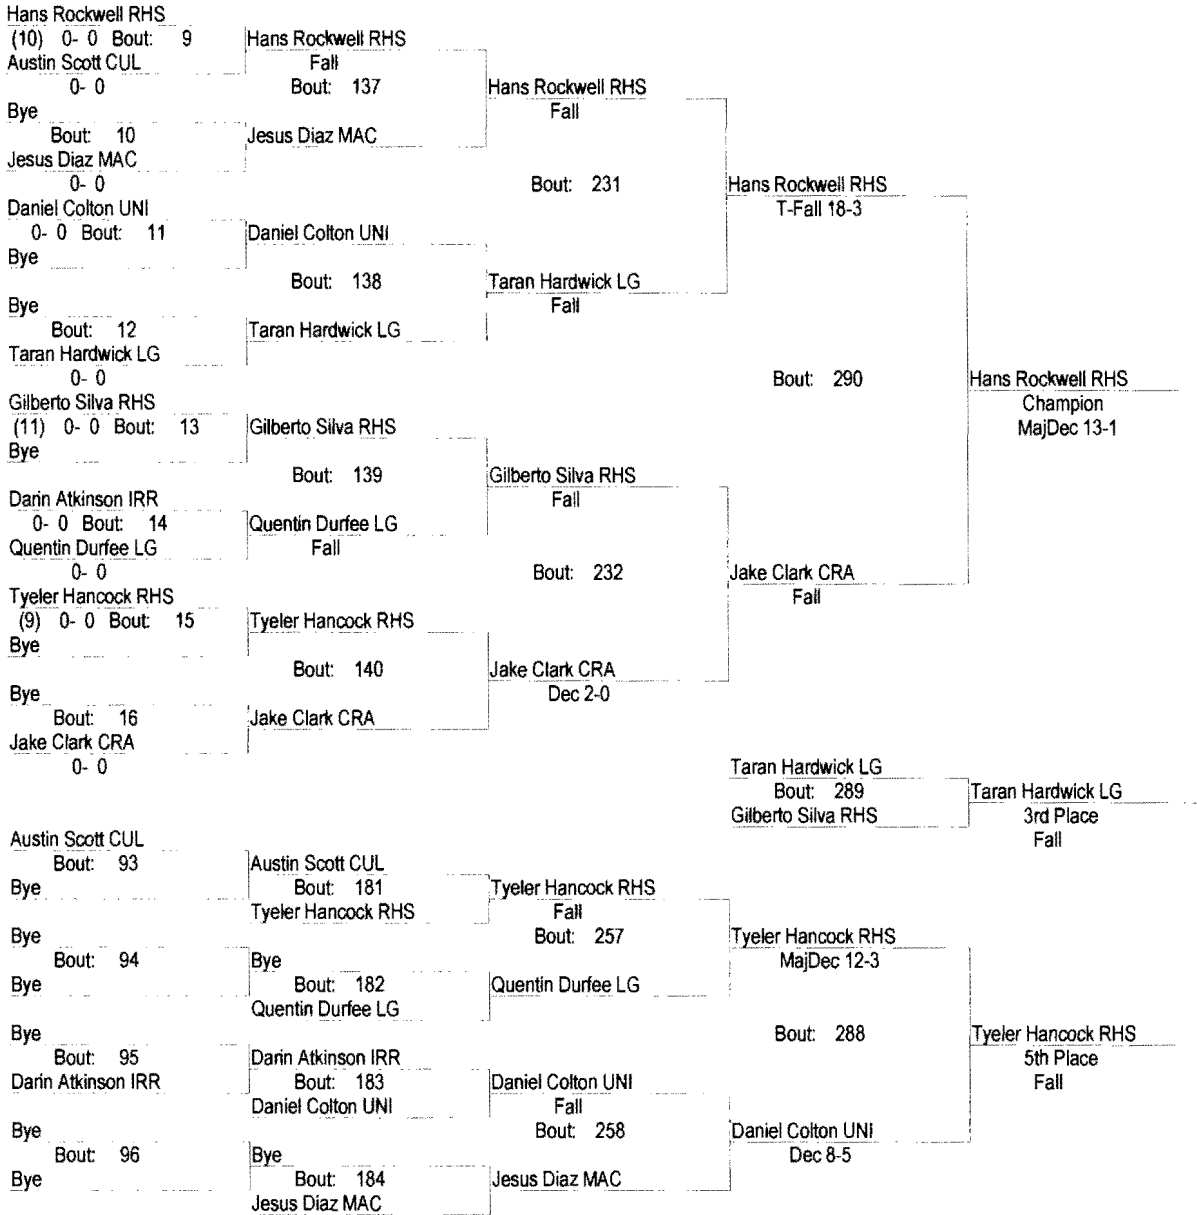 Hans Rockwell RHS
(10) 0- 0 Bout: 9
Austin Scott CUL
0- 0
Bye
Bout: 10
Jesus Diaz MAC
0- 0
Daniel Colton UNI
0- 0 Bout: 11
Bye
Bye
Bout: 12
Taran Hardwick LG
0- 0
Gilberto Silva RHS
(11) 0- 0 Bout: 13
Bye
Darin Atkinson IRR
0- 0 Bout: 14
Quentin Durfee LG
0- 0
Tyeler Hancock RHS
(9) 0- 0 Bout: 15
Bye
Bye
Bout: 16
Jake Clark CRA
0- 0
Hans Rockwell RHS
Fall
Bout: 137
Jesus Diaz MAC
Daniel Colton UNI
Bout: 138
Taran Hardwick LG
Gilberto Silva RHS
Bout: 139
Quentin Durfee LG
Fall
Tyeler Hancock RHS
Bout: 140
Jake Clark CRA
Hans Rockwell RHS
Fall
Bout: 231
Taran Hardwick LG
Fall
Gilberto Silva RHS
Fall
Bout: 232
Jake Clark CRA
Dec 2-0
Hans Rockwell RHS
T-Fall 18-3
Bout: 290
Jake Clark CRA
Fall
Hans Rockwell RHS
Champion
MajDec 13-1
Taran Hardwick LG
Bout: 289
Gilberto Silva RHS
Taran Hardwick LG
3rd Place
Fall
Austin Scott CUL
Bout: 93
Bye
Bye
Bout: 94
Bye
Bye
Bout: 95
Darin Atkinson IRR
Bye
Bout: 96
Bye
Austin Scott CUL
Bout: 181
Tyeler Hancock RHS
Bye
Bout: 182
Quentin Durfee LG
Darin Atkinson IRR
Bout: 183
Daniel Colton UNI
Bye
Bout: 184
Jesus Diaz MAC
Tyeler Hancock RHS
Fall
Bout: 257
Quentin Durfee LG
Daniel Colton UNI
Fall
Bout: 258
Jesus Diaz MAC
Tyeler Hancock RHS
MajDec 12-3
Bout: 288
Daniel Colton UNI
Dec 8-5
Tyeler Hancock RHS
5th Place
Fall